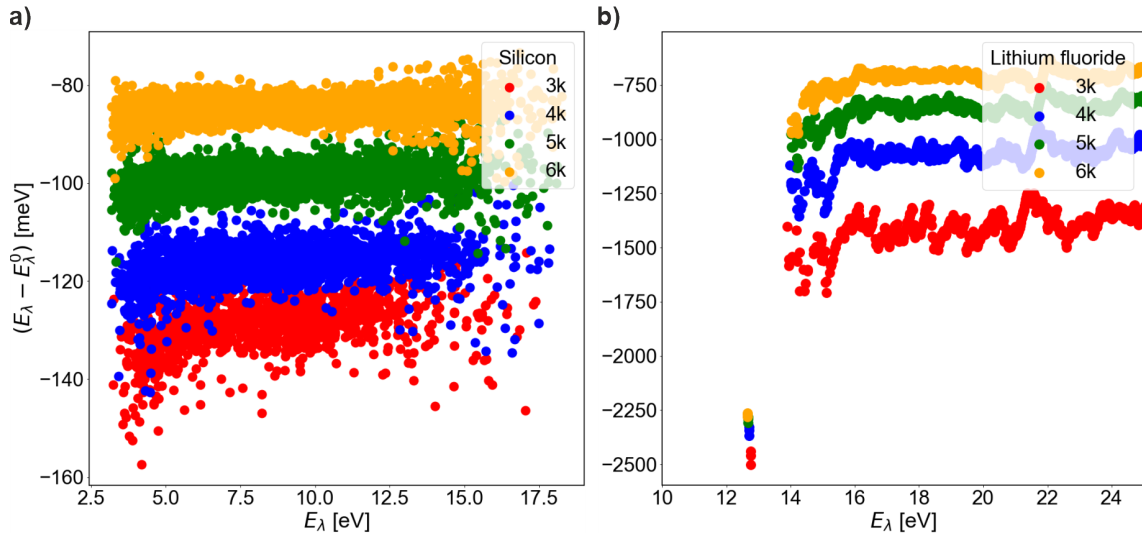 a)
b)
Silicon
3k
4k
5k
6k
Lithium fluoride
3k
4k
5k
6k
(E_λ − E_λ^0) [meV]
−80
−100
−120
−140
−160
2.5 5.0 7.5 10.0 12.5 15.0 17.5
E_λ [eV]
−750
−1000
−1250
−1500
−1750
−2000
−2250
−2500
10 12 14 16 18 20 22 24
E_λ [eV]